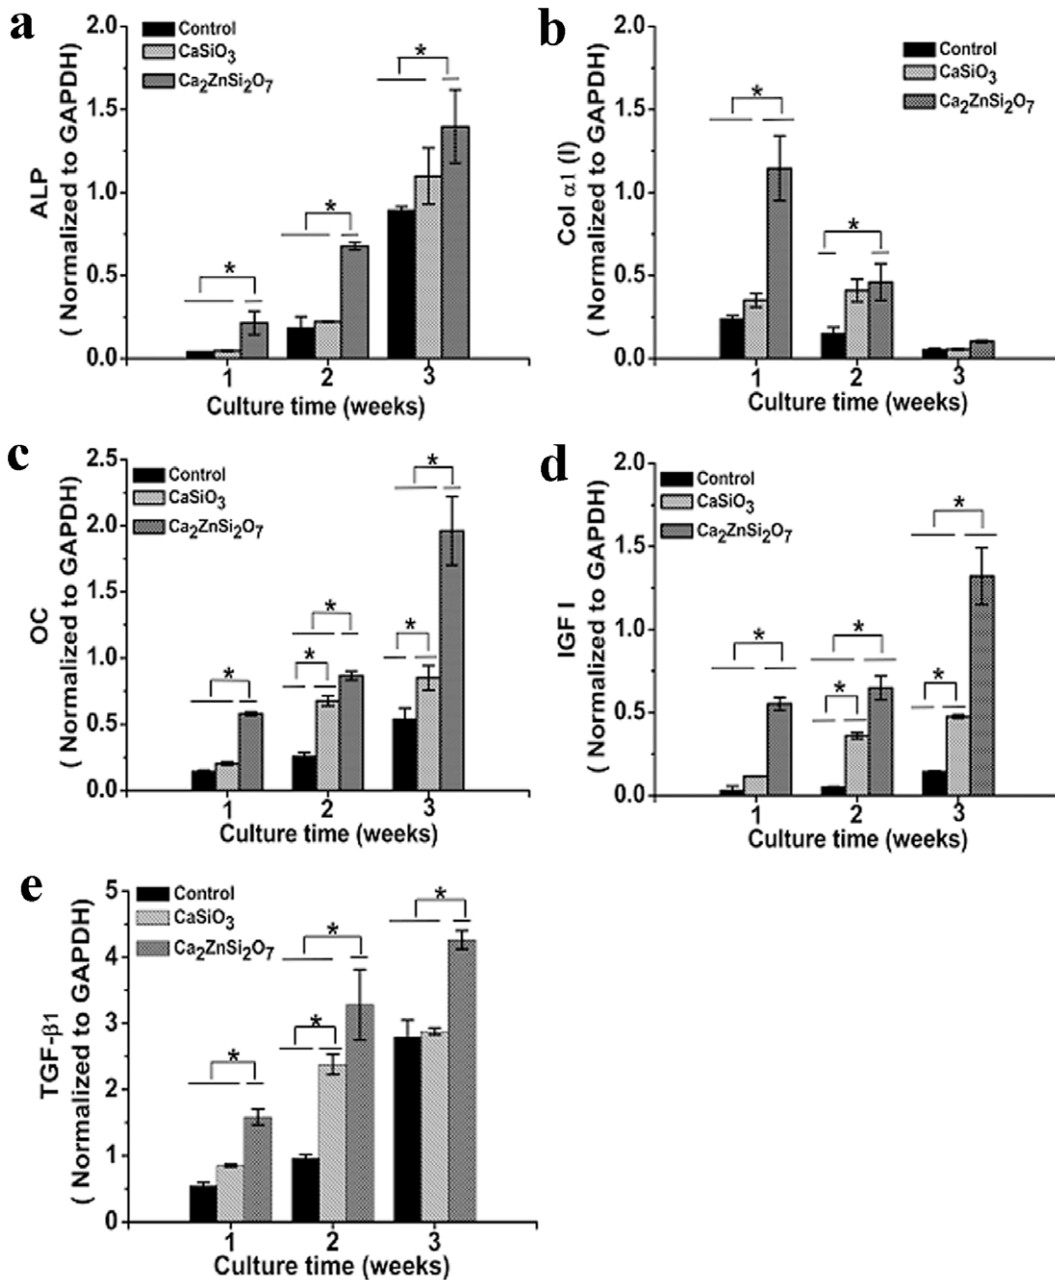 a
2.0
1.5
1.0
0.5
0.0
ALP
( Normalized to GAPDH)
Control
CaSiO3
Ca2ZnSi2O7
*
*
*
1 2 3
Culture time (weeks)
b
2.0
1.5
1.0
0.5
0.0
Col α1 (I)
( Normalized to GAPDH)
Control
CaSiO3
Ca2ZnSi2O7
*
*
1 2 3
Culture time (weeks)
c
2.5
2.0
1.5
1.0
0.5
0.0
OC
( Normalized to GAPDH)
Control
CaSiO3
Ca2ZnSi2O7
*
*
*
*
*
1 2 3
Culture time (weeks)
d
2.0
1.5
1.0
0.5
0.0
IGF I
( Normalized to GAPDH)
Control
CaSiO3
Ca2ZnSi2O7
*
*
*
*
*
1 2 3
Culture time (weeks)
e
5
4
3
2
1
0
TGF-β1
( Normalized to GAPDH)
Control
CaSiO3
Ca2ZnSi2O7
*
*
*
*
1 2 3
Culture time (weeks)